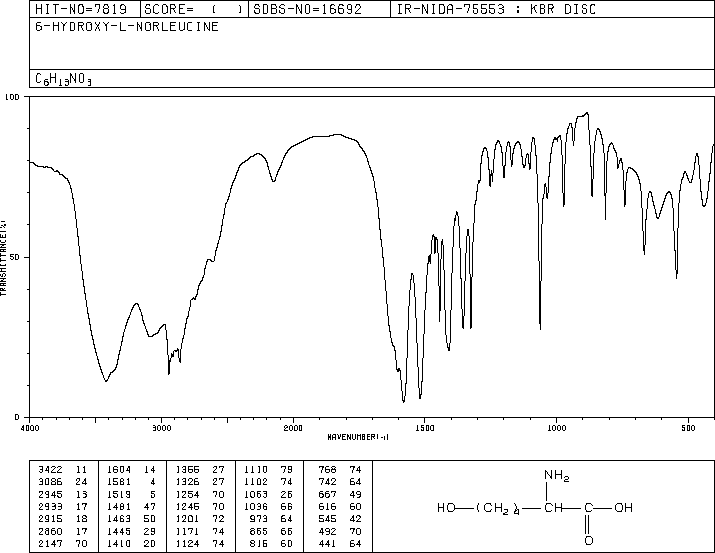 HIT-NO=7819 SCORE= ( ) SDBS-NO=16692 IR-NIDA-75553 : KBR DISC
6-HYDROXY-L-NORLEUCINE
C6H13NO3
100
TRANSMITTANCE(%)
50
0
4000 3000 2000 1500 1000 500
WAVENUMBER(-1)
3422 11 1604 14 1366 27 1110 79 768 74
3086 24 1581 4 1326 27 1102 74 742 64
2945 13 1519 5 1254 70 1063 26 667 49
2933 17 1481 47 1245 70 1036 66 616 60
2915 18 1463 50 1201 72 973 64 545 42
2860 17 1445 29 1171 74 865 66 492 70
2147 70 1410 20 1124 74 816 60 441 64
NH2
HO—(CH2)4—CH—C—OH
O